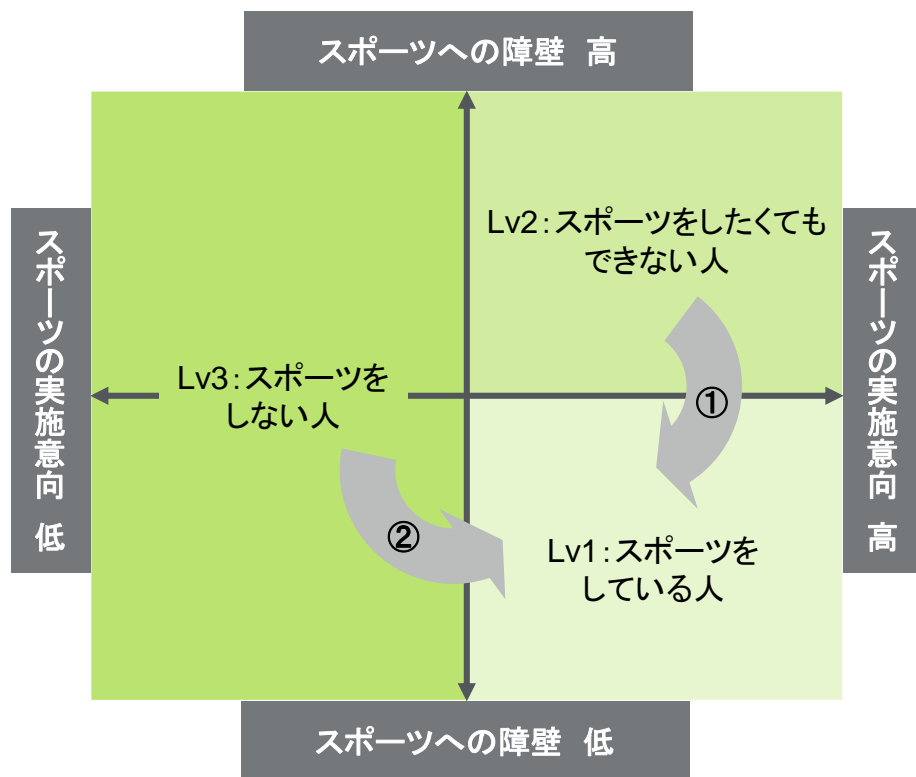 スポーツへの障壁 高
Lv2：スポーツをしたくても
できない人
スポーツの実施意向 低
スポーツの実施意向 高
Lv3：スポーツを
しない人
①
②
Lv1：スポーツを
している人
スポーツへの障壁 低